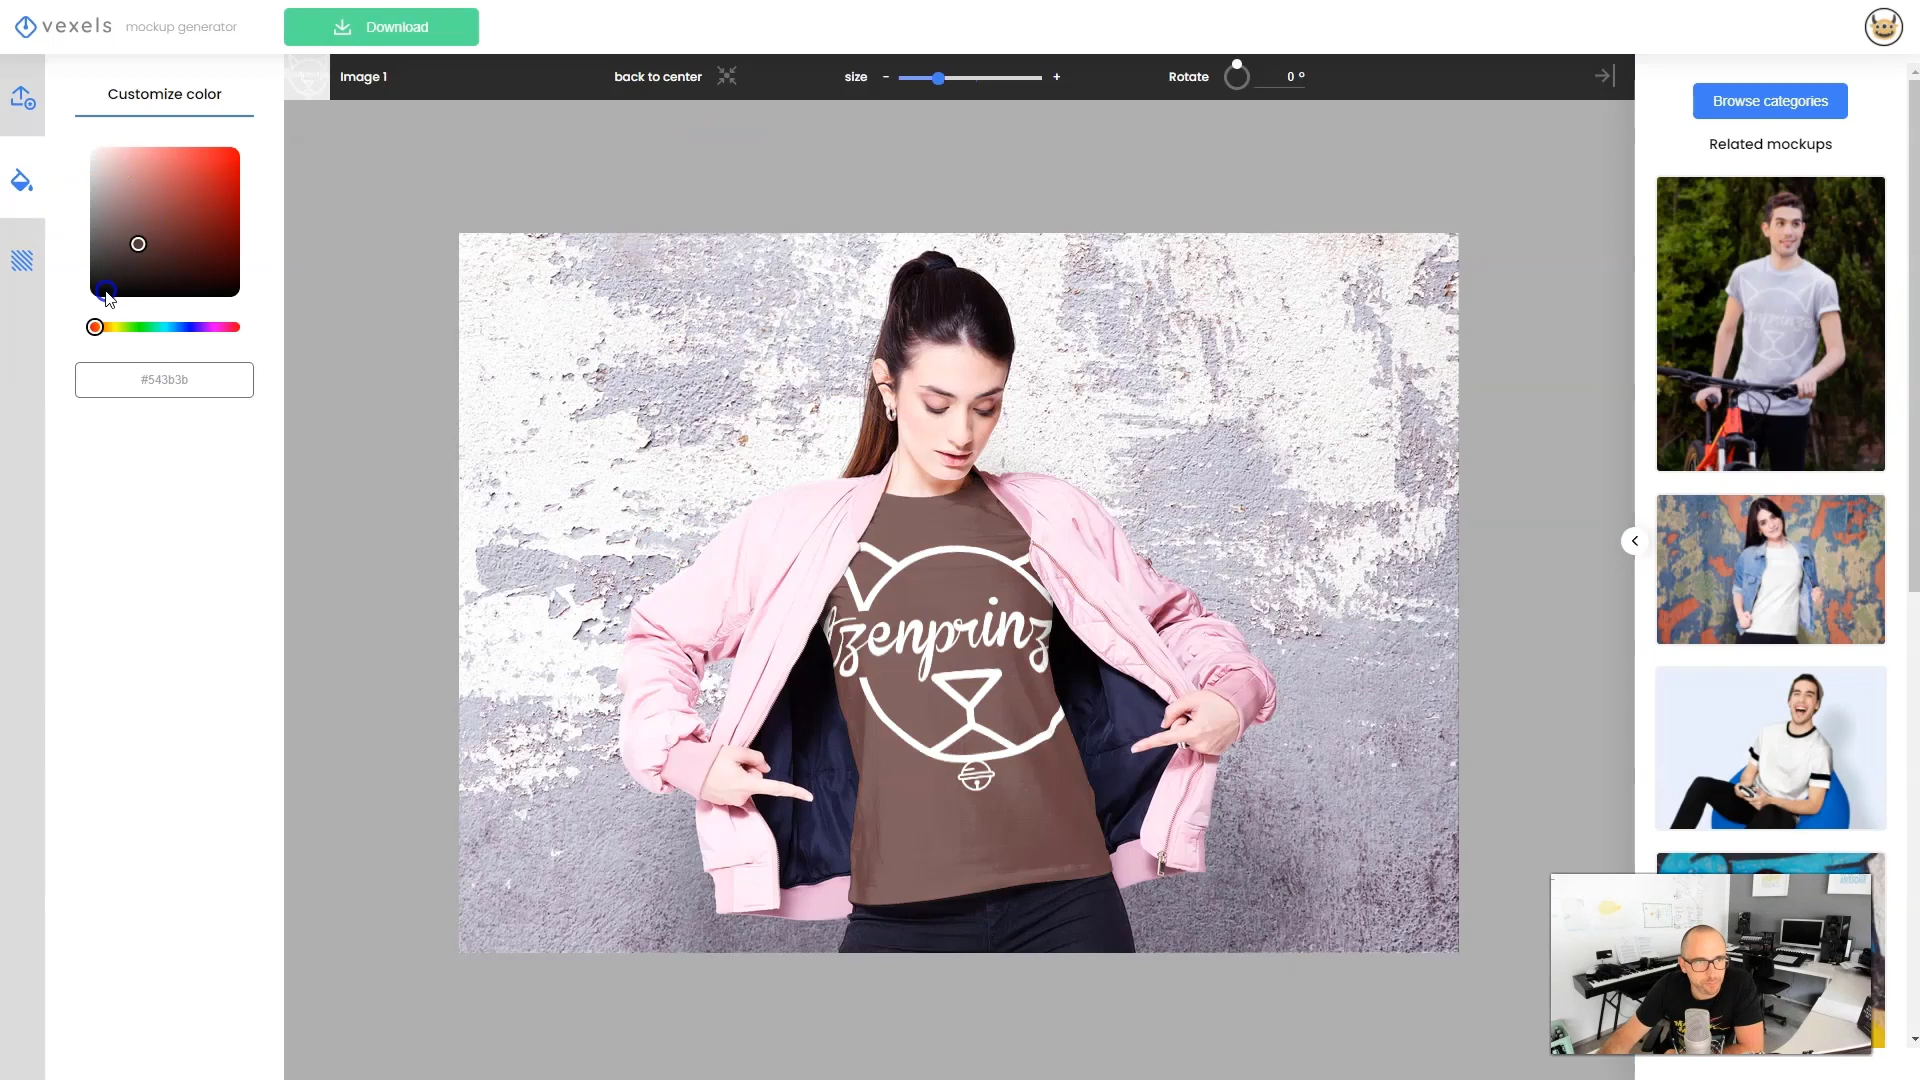 vexels mockup generator
Download
Image 1
back to center
size - +
Rotate 0 º
Customize color
#543b3b
Browse categories
Related mockups
tzenprinz